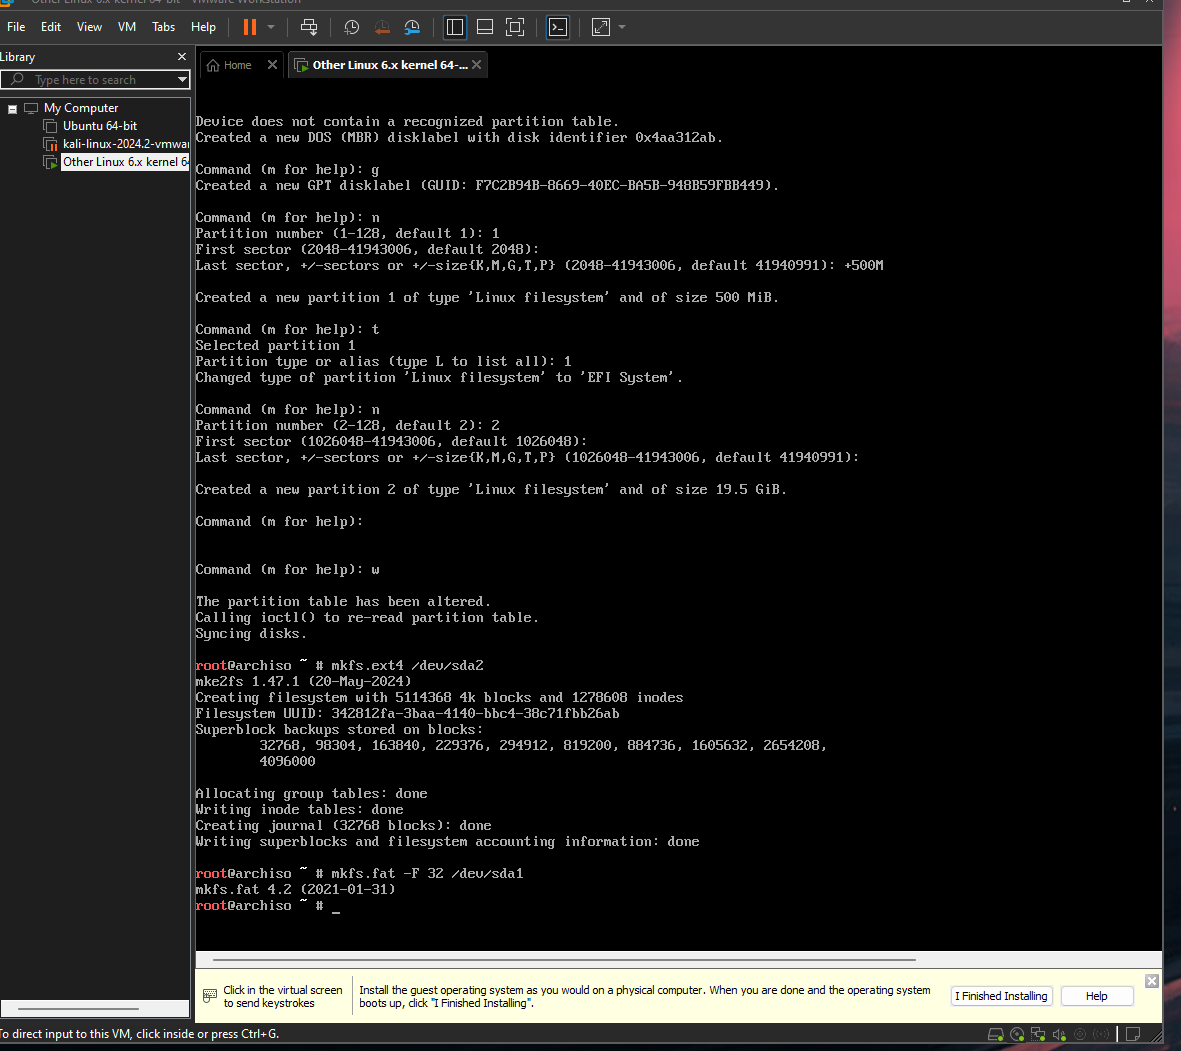 Other Linux 6.x kernel 64-bit - VMware Workstation
File Edit View VM Tabs Help
Library
Type here to search
Home
Other Linux 6.x kernel 64-...
My Computer
Ubuntu 64-bit
kali-linux-2024.2-vmwar
Other Linux 6.x kernel 64-
Device does not contain a recognized partition table.
Created a new DOS (MBR) disklabel with disk identifier 0x4aa312ab.
Command (m for help): g
Created a new GPT disklabel (GUID: F7C2B94B-8669-40EC-BA5B-948B59FBB449).
Command (m for help): n
Partition number (1-128, default 1): 1
First sector (2048-41943006, default 2048):
Last sector, +/-sectors or +/-size{K,M,G,T,P} (2048-41943006, default 41940991): +500M
Created a new partition 1 of type 'Linux filesystem' and of size 500 MiB.
Command (m for help): t
Selected partition 1
Partition type or alias (type L to list all): 1
Changed type of partition 'Linux filesystem' to 'EFI System'.
Command (m for help): n
Partition number (2-128, default 2): 2
First sector (1026048-41943006, default 1026048):
Last sector, +/-sectors or +/-size{K,M,G,T,P} (1026048-41943006, default 41940991):
Created a new partition 2 of type 'Linux filesystem' and of size 19.5 GiB.
Command (m for help):
Command (m for help): w
The partition table has been altered.
Calling ioctl() to re-read partition table.
Syncing disks.
root@archiso ~ # mkfs.ext4 /dev/sda2
mke2fs 1.47.1 (20-May-2024)
Creating filesystem with 5114368 4k blocks and 1278608 inodes
Filesystem UUID: 342812fa-3baa-4140-bbc4-38c71fbb26ab
Superblock backups stored on blocks:
32768, 98304, 163840, 229376, 294912, 819200, 884736, 1605632, 2654208,
4096000
Allocating group tables: done
Writing inode tables: done
Creating journal (32768 blocks): done
Writing superblocks and filesystem accounting information: done
root@archiso ~ # mkfs.fat -F 32 /dev/sda1
mkfs.fat 4.2 (2021-01-31)
root@archiso ~ # _
Click in the virtual screen
to send keystrokes
Install the guest operating system as you would on a physical computer. When you are done and the operating system
boots up, click "I Finished Installing".
I Finished Installing
Help
To direct input to this VM, click inside or press Ctrl+G.